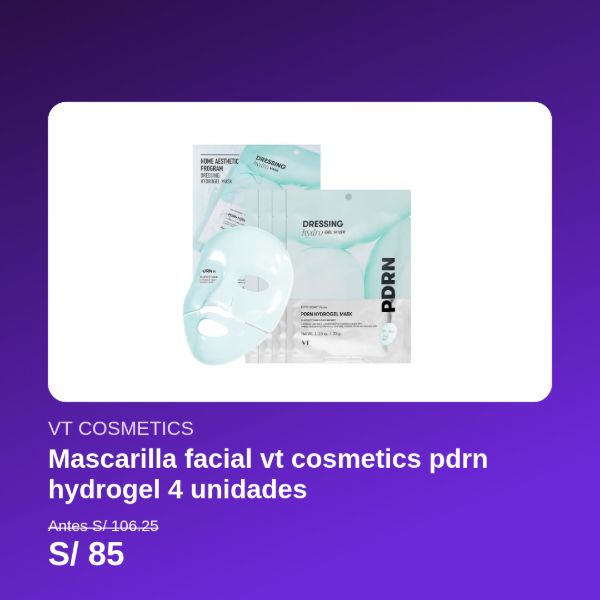 HOME AESTHETIC
PROGRAM
DRESSING
HYDROGEL MASK
DRESSING
hydro
DRESSING
hydro GEL MASK
PDRN
PDRN HYDROGEL MASK
VT
VT COSMETICS
Mascarilla facial vt cosmetics pdrn
hydrogel 4 unidades
Antes S/ 106.25
S/ 85